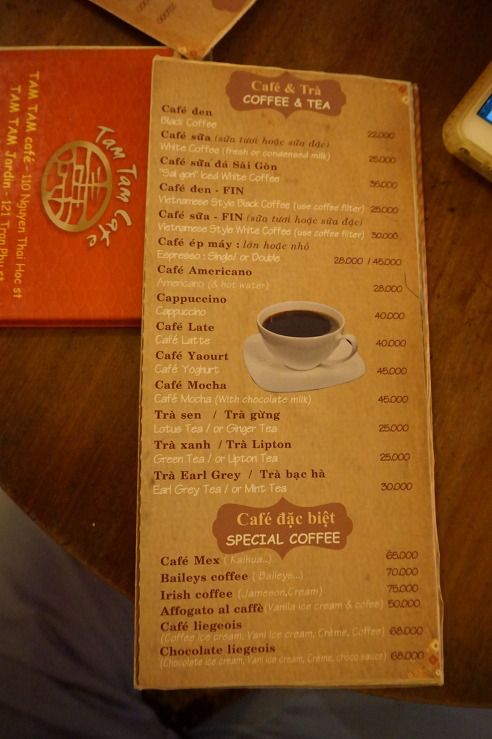 Café & Trà
COFFEE & TEA
Café đen
Black Coffee 22.000
Café sữa (sữa tươi hoặc sữa đặc)
White Coffee (fresh or condensed milk) 25.000
Café sữa đá Sài Gòn
"Sai gon" Iced White Coffee 35.000
Café đen - FIN
Vietnamese Style Black Coffee (use coffee filter) 25.000
Café sữa - FIN (sữa tươi hoặc sữa đặc)
Vietnamese Style White Coffee (use coffee filter) 30.000
Café ép máy : lớn hoặc nhỏ
Espresso : Single/ or Double 28.000 / 45.000
Café Americano
Americano (& hot water) 28.000
Cappuccino
Cappuccino 40.000
Café Late
Café Latte 40.000
Café Yaourt
Café Yoghurt 45.000
Café Mocha
Café Mocha (With chocolate milk) 45.000
Trà sen / Trà gừng
Lotus Tea / or Ginger Tea 25.000
Trà xanh / Trà Lipton
Green Tea / or Lipton Tea 25.000
Trà Earl Grey / Trà bạc hà
Earl Grey Tea / or Mint Tea 30.000
Café đặc biệt
SPECIAL COFFEE
Café Mex ( Kalhua...) 65.000
Baileys coffee ( Baileys...) 70.000
Irish coffee (Jameson,Cream) 75.000
Affogato al caffè (Vanila ice cream & cofee) 50.000
Café liegeois
(Coffee ice cream, Vani ice cream, Crème, Coffee) 68.000
Chocolate liegeois
(Chocolate ice cream, Vani ice cream, Crème, choco sauce) 68.000
Tam Tam Cafe
TAM TAM café - 110 Nguyen Thai Hoc st
TAM TAM Jardin - 121 Tran Phu st